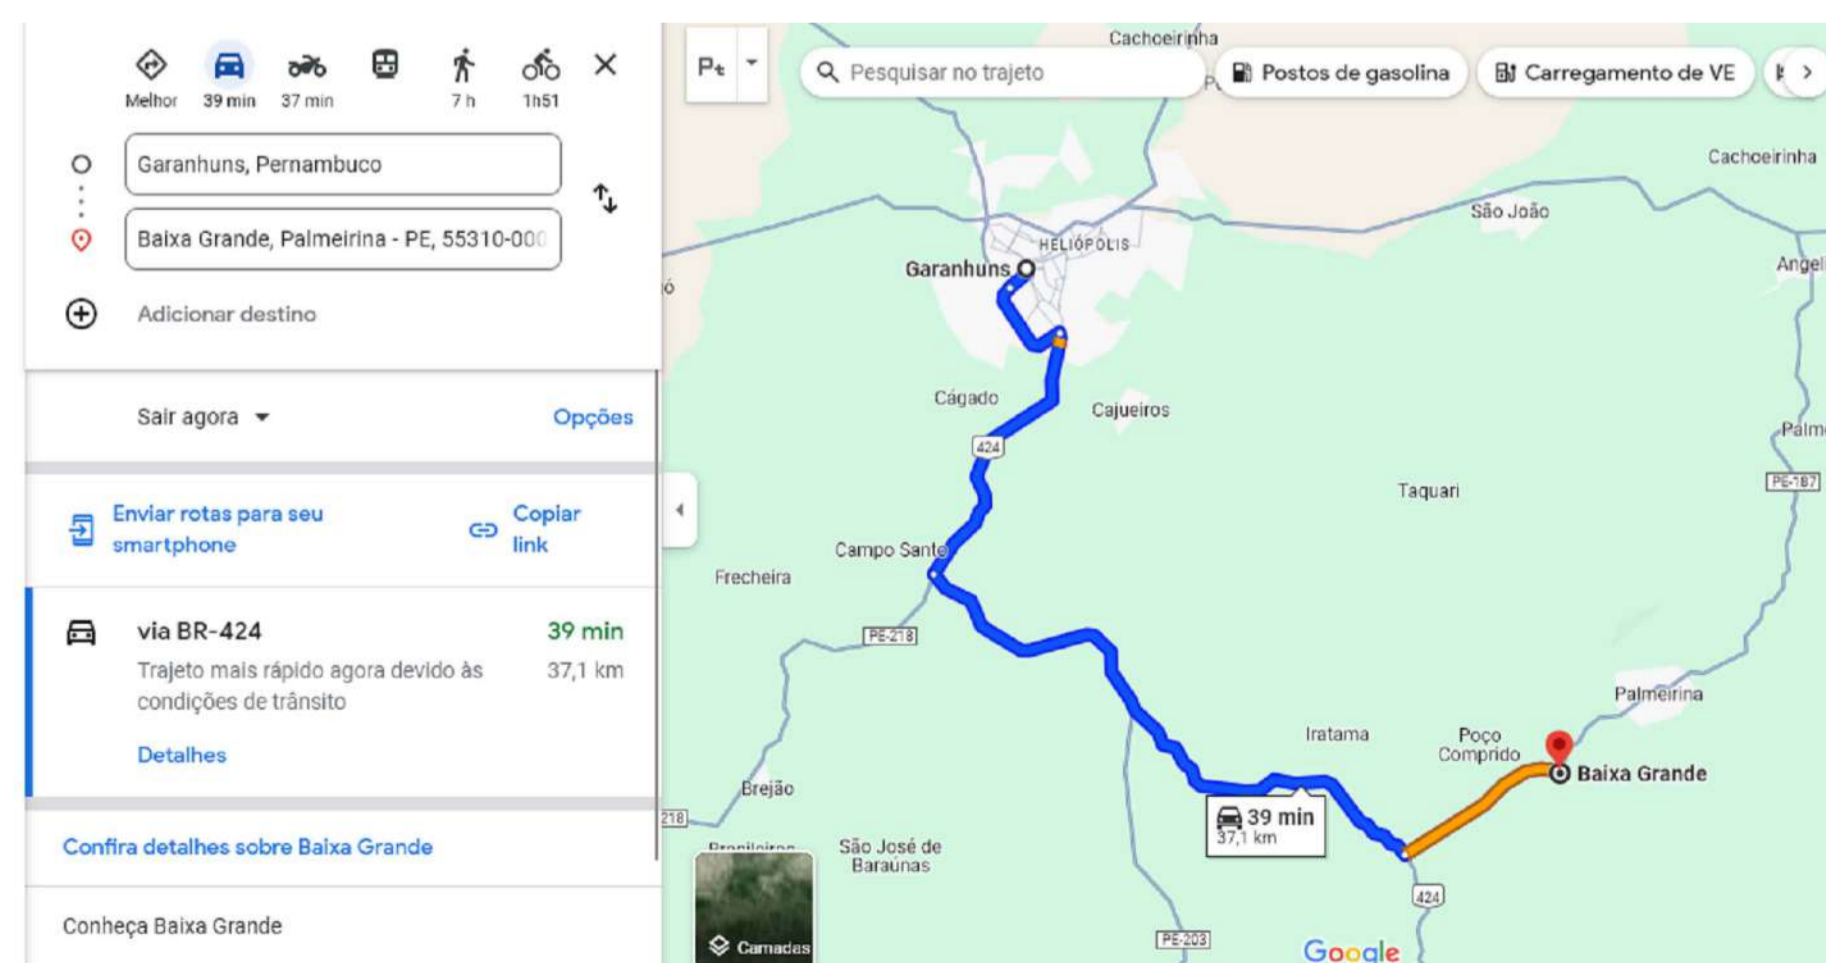 Melhor
39 min
37 min
7 h
1h51
Garanhuns, Pernambuco
Baixa Grande, Palmeirina - PE, 55310-000
Adicionar destino
Sair agora
Opções
Enviar rotas para seu
smartphone
Copiar
link
via BR-424
39 min
Trajeto mais rápido agora devido às
37,1 km
condições de trânsito
Detalhes
Confira detalhes sobre Baixa Grande
Conheça Baixa Grande
Pesquisar no trajeto
Postos de gasolina
Carregamento de VE
Cachoeirinha
Cachoeirinha
São João
HELIÓPOLIS
Garanhuns
Angel
Cágado
Cajueiros
424
Palm
PE-187
Taquari
Campo Santo
Frecheira
PE-218
Palmeirina
Iratama
Poço
Comprido
Baixa Grande
Brejão
218
39 min
37,1 km
São José de
Baraúnas
424
PE-203
Camadas
Google